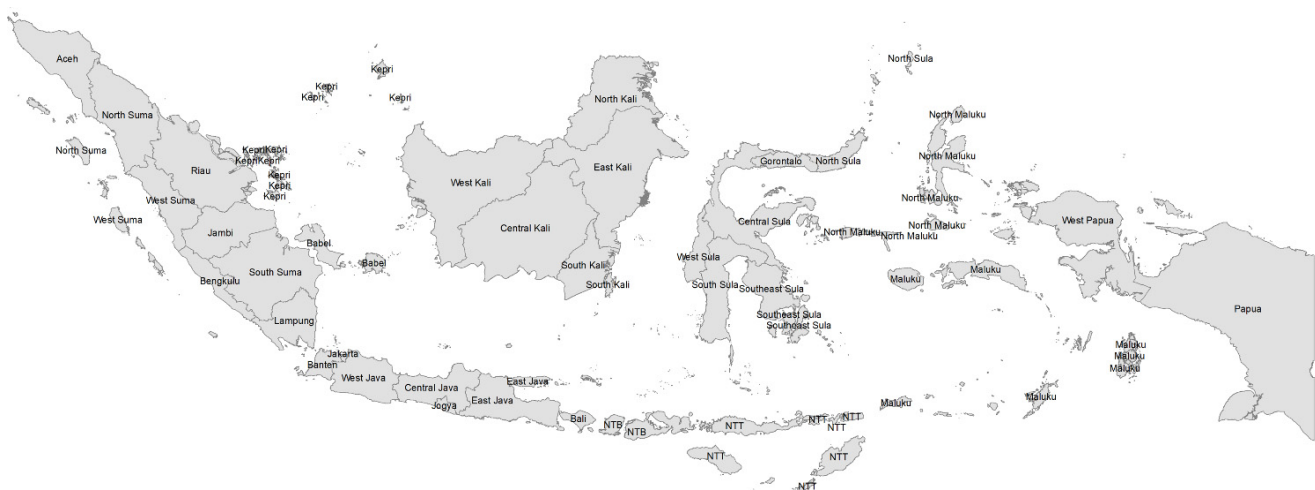 Aceh
North Suma
North Suma
Riau
West Suma
West Suma
Jambi
Bengkulu
South Suma
Lampung
Kepri
Kepri
Kepri
Kepri
KepriKepri
KepriKepri
Kepri
Kepri
Kepri
Babel
Babel
Jakarta
Banten
West Java
Central Java
Jogya
East Java
East Java
Bali
NTB
NTB
NTT
NTT
NTT
NTT
NTT
NTT
NTT
West Kali
Central Kali
North Kali
East Kali
South Kali
South Kali
North Sula
Gorontalo
North Sula
Central Sula
West Sula
South Sula
Southeast Sula
Southeast Sula
Southeast Sula
North Maluku
North Maluku
North Maluku
North Maluku
North Maluku
North Maluku
Maluku
Maluku
Maluku
Maluku
Maluku
Maluku
Maluku
West Papua
Papua